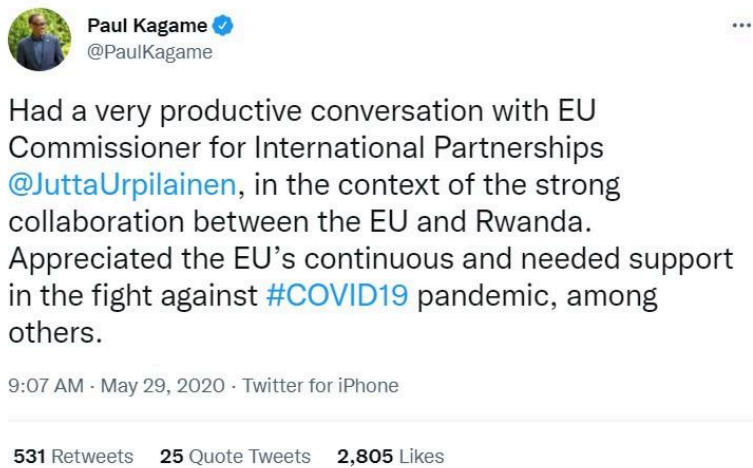 Paul Kagame
@PaulKagame
Had a very productive conversation with EU
Commissioner for International Partnerships
@JuttaUrpilainen, in the context of the strong
collaboration between the EU and Rwanda.
Appreciated the EU’s continuous and needed support
in the fight against #COVID19 pandemic, among
others.
9:07 AM · May 29, 2020 · Twitter for iPhone
531 Retweets 25 Quote Tweets 2,805 Likes